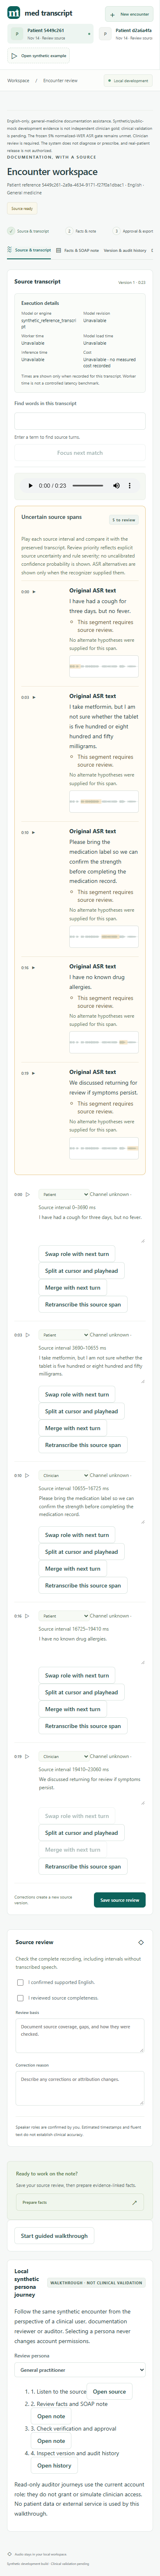 m med transcript
+ New encounter
P Patient 5449c261
Nov 14 · Review source
P Patient d2a6a4fa
Nov 14 · Review source
Open synthetic example
Workspace / Encounter review
Local development
English only, general medicine documentation assistance. Synthetic/public-
source development evidence is not independent clinician gold; clinical validation
is pending. The frozen 5% normalized WER gate remains unmet. Clinician review is
required. The system does not diagnose or prescribe, and real-patient
release is not authorised.
DOCUMENTATION, WITH A SOURCE
Encounter workspace
General medicine
Source ready
Source & transcript
2 Facts & note
3 Approval & export
Source & transcript
Facts & SOAP note
Version & audit history
Source transcript
Version 1 · 0:23
Execution details
Model or engine
synthetic_reference_transcript
Model revision
Unavailable
Worker time
Unavailable
Model load time
Unavailable
Inference time
Unavailable
Cost
Unavailable · no measured
cost recorded
Times are shown only when recorded for this transcript. Worker
time is not a controlled latency benchmark.
Find words in this transcript
Enter a term to find source turns.
Focus next match
0:00 / 0:23
Uncertain source spans
5 to review
Play each source interval and compare it with the
preserved transcript. Review priority reflects missing
source certainty and rule severity; no unvalidated
confidence probability is shown. ASR alternatives are
shown only when the recognizer supplied them.
0:00
Original ASR text
I have had a cough for
three days, but no fever.
This segment requires
source review.
No alternate hypotheses were
supplied for this span.
0:03
Original ASR text
I take metformin, but I am
not sure whether the tablet
is five hundred or eight
hundred and fifty
milligrams.
This segment requires
source review.
No alternate hypotheses were
supplied for this span.
0:10
Original ASR text
Please bring the
medication label so we can
confirm the strength
before completing the
medication record.
This segment requires
source review.
No alternate hypotheses were
supplied for this span.
0:16
Original ASR text
I have no known drug
allergies.
This segment requires
source review.
No alternate hypotheses were
supplied for this span.
0:19
Original ASR text
We discussed returning for
review if symptoms persist.
This segment requires
source review.
No alternate hypotheses were
supplied for this span.
0:00 Patient Channel unknown ·
Source interval 0–3690 ms
I have had a cough for three days, but no fever.
Swap role with next turn
Split at cursor and playhead
Merge with next turn
Retranscribe this source span
0:03 Patient Channel unknown ·
Source interval 3690–10655 ms
I take metformin, but I am not sure whether the tablet
is five hundred or eight hundred and fifty
milligrams.
Swap role with next turn
Split at cursor and playhead
Merge with next turn
Retranscribe this source span
0:10 Clinician Channel unknown ·
Source interval 10655–16725 ms
Please bring the medication label so we can
confirm the strength before completing the
medication record.
Swap role with next turn
Split at cursor and playhead
Merge with next turn
Retranscribe this source span
0:16 Patient Channel unknown ·
Source interval 16725–19410 ms
I have no known drug allergies.
Swap role with next turn
Split at cursor and playhead
Merge with next turn
Retranscribe this source span
0:19 Clinician Channel unknown ·
Source interval 19410–23060 ms
We discussed returning for review if symptoms
persist.
Swap role with next turn
Split at cursor and playhead
Merge with next turn
Retranscribe this source span
Corrections create a new source
version.
Save source review
Source review
Check the complete recording, including intervals without
transcribed speech.
I confirmed supported English.
I reviewed source completeness.
Review basis
Document source coverage, gaps, and how they were
checked.
Correction reason
Describe any corrections or attribution changes.
Speaker roles are confirmed by you. Estimated timestamps and fluent
text do not establish clinical accuracy.
Ready to work on the note?
Save your source review, then prepare evidence-linked facts.
Prepare facts
Start guided walkthrough
Local
synthetic
persona
journey
WALKTHROUGH · NOT CLINICAL VALIDATION
Follow the same synthetic encounter from the
perspective of a clinical user, documentation
reviewer or auditor. Selecting a persona never
changes account permissions.
Review persona
General practitioner
1. 1. Listen to the source Open source
2. 2. Review facts and SOAP note
Open note
3. 3. Check verification and approval
Open note
4. 4. Inspect version and audit history
Open history
Read-only auditor journeys use the current account
role; they do not grant or simulate clinician access.
No patient data or external service is used by this
walkthrough.
Audio stays in your local workspace.
Synthetic development build · Clinical validation pending